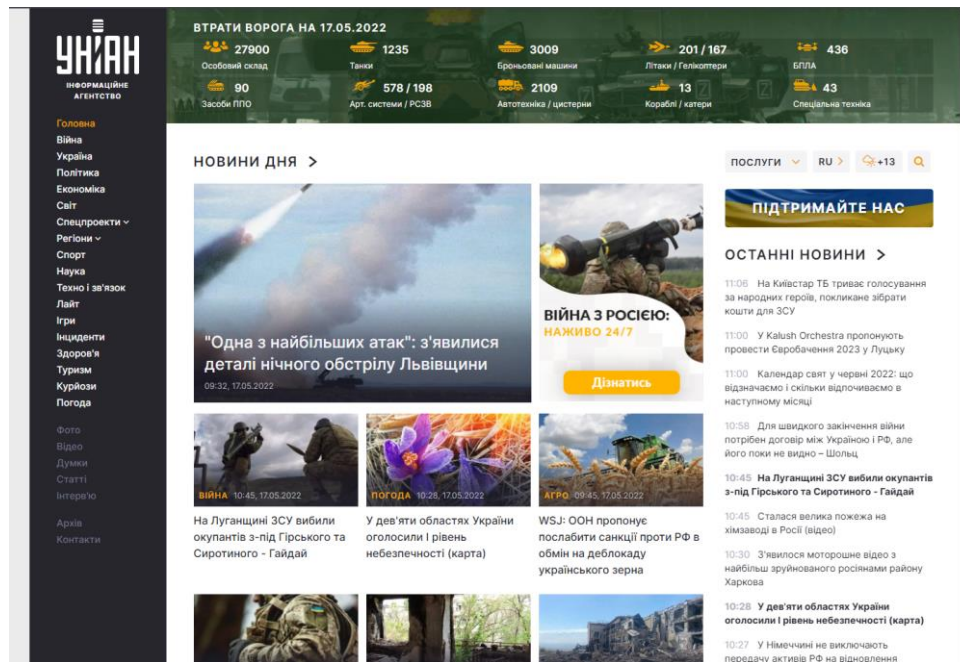 УНІАН
ІНФОРМАЦІЙНЕ
АГЕНТСТВО
Головна
Війна
Україна
Політика
Економіка
Світ
Спецпроекти
Регіони
Спорт
Наука
Техно і зв'язок
Лайт
Ігри
Інциденти
Здоров'я
Туризм
Курйози
Погода
Фото
Відео
Думки
Статті
Інтерв'ю
Архів
Контакти
ВТРАТИ ВОРОГА НА 17.05.2022
27900
Особовий склад
1235
Танки
3009
Броньовані машини
201 / 167
Літаки / Гелікоптери
436
БПЛА
90
Засоби ППО
578 / 198
Арт. системи / РСЗВ
2109
Автотехніка / цистерни
13
Кораблі / катери
43
Спеціальна техніка
НОВИНИ ДНЯ >
"Одна з найбільших атак": з'явилися
деталі нічного обстрілу Львівщини
09:32, 17.05.2022
ВІЙНА З РОСІЄЮ:
НАЖИВО 24/7
Дізнатись
ВІЙНА 10:45, 17.05.2022
На Луганщині ЗСУ вибили
окупантів з-під Гірського та
Сиротиного - Гайдай
ПОГОДА 10:28, 17.05.2022
У дев'яти областях України
оголосили І рівень
небезпечності (карта)
АГРО 09:45, 17.05.2022
WSJ: ООН пропонує
послабити санкції проти РФ в
обмін на деблокаду
українського зерна
ПОСЛУГИ
RU >
+13
ПІДТРИМАЙТЕ НАС
ОСТАННІ НОВИНИ >
11:06 На Київстар ТБ триває голосування
за народних героїв, покликане зібрати
кошти для ЗСУ
11:00 У Kalush Orchestra пропонують
провести Євробачення 2023 у Луцьку
11:00 Календар свят у червні 2022: що
відзначаємо і скільки відпочиваємо в
наступному місяці
10:58 Для швидкого закінчення війни
потрібен договір між Україною і РФ, але
його поки не видно – Шольц
10:45 На Луганщині ЗСУ вибили окупантів
з-під Гірського та Сиротиного - Гайдай
10:45 Сталася велика пожежа на
хімзаводі в Росії (відео)
10:30 З'явилося моторошне відео з
найбільш зруйнованого росіянами району
Харкова
10:28 У дев'яти областях України
оголосили І рівень небезпечності (карта)
10:27 У Німеччині не виключають
передачу активів РФ на відновлення